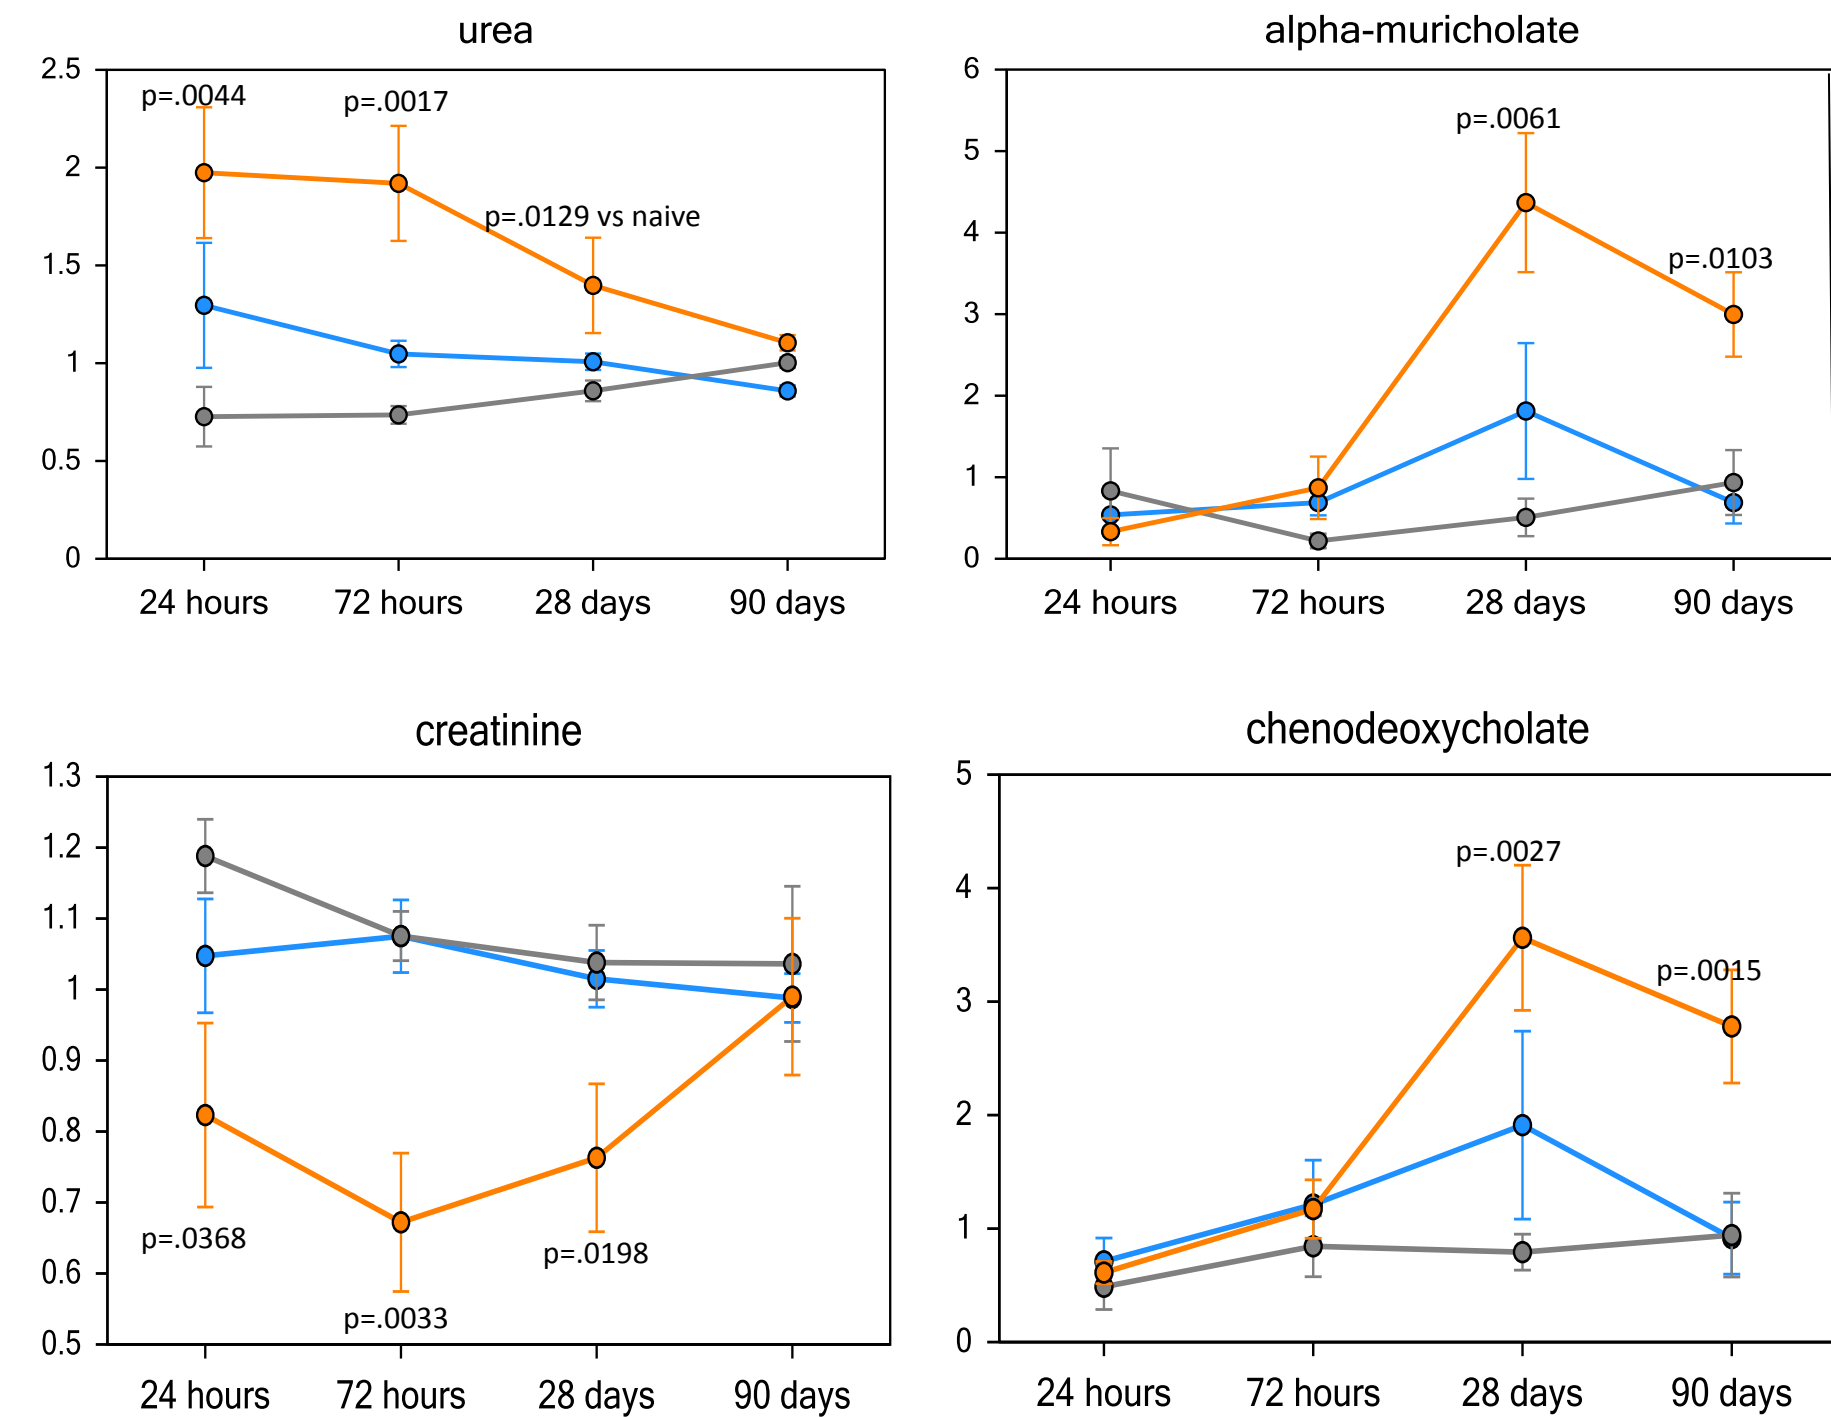 urea
2.5
2
1.5
1
0.5
0
p=.0044
p=.0017
p=.0129 vs naive
24 hours
72 hours
28 days
90 days
alpha-muricholate
6
5
4
3
2
1
0
p=.0061
p=.0103
24 hours
72 hours
28 days
90 days
creatinine
1.3
1.2
1.1
1
0.9
0.8
0.7
0.6
0.5
p=.0368
p=.0033
p=.0198
24 hours
72 hours
28 days
90 days
chenodeoxycholate
5
4
3
2
1
0
p=.0027
p=.0015
24 hours
72 hours
28 days
90 days